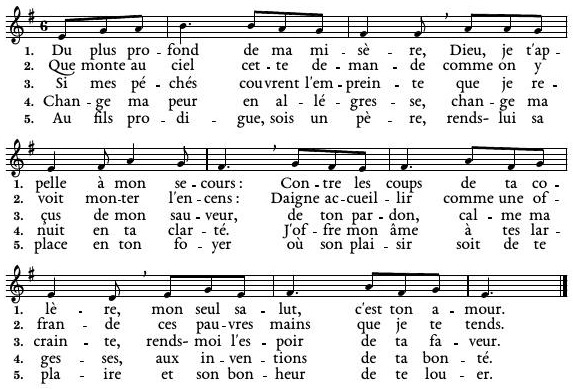 6
1. Du plus pro - fond de ma mi - sè - re, Dieu, je t'ap-
2. Que monte au ciel cet - te de - man - de comme on y
3. Si mes pé - chés couvrent l'em - prein - te que je re -
4. Chan - ge ma peur en al - lé - gres - se, chan - ge ma
5. Au fils pro - di - gue, sois un pè - re, rends- lui sa
1. pelle à mon se - cours : Con - tre les coups de ta co -
2. voit mon - ter l'en - cens : Daigne ac - cueil - lir comme une of -
3. çus de mon sau - veur, de ton par - don, cal - me ma
4. nuit en ta clar - té. J'of - fre mon âme à tes lar -
5. place en ton fo - yer où son plai - sir soit de te
1. lè - re, mon seul sa - lut, c'est ton a - mour.
2. fran - de ces pau - vres mains que je te tends.
3. crain - te, rends- moi l'es - poir de ta fa - veur.
4. ges - ses, aux in - ven - tions de ta bon - té.
5. plai - re et son bon - heur de te lou - er.